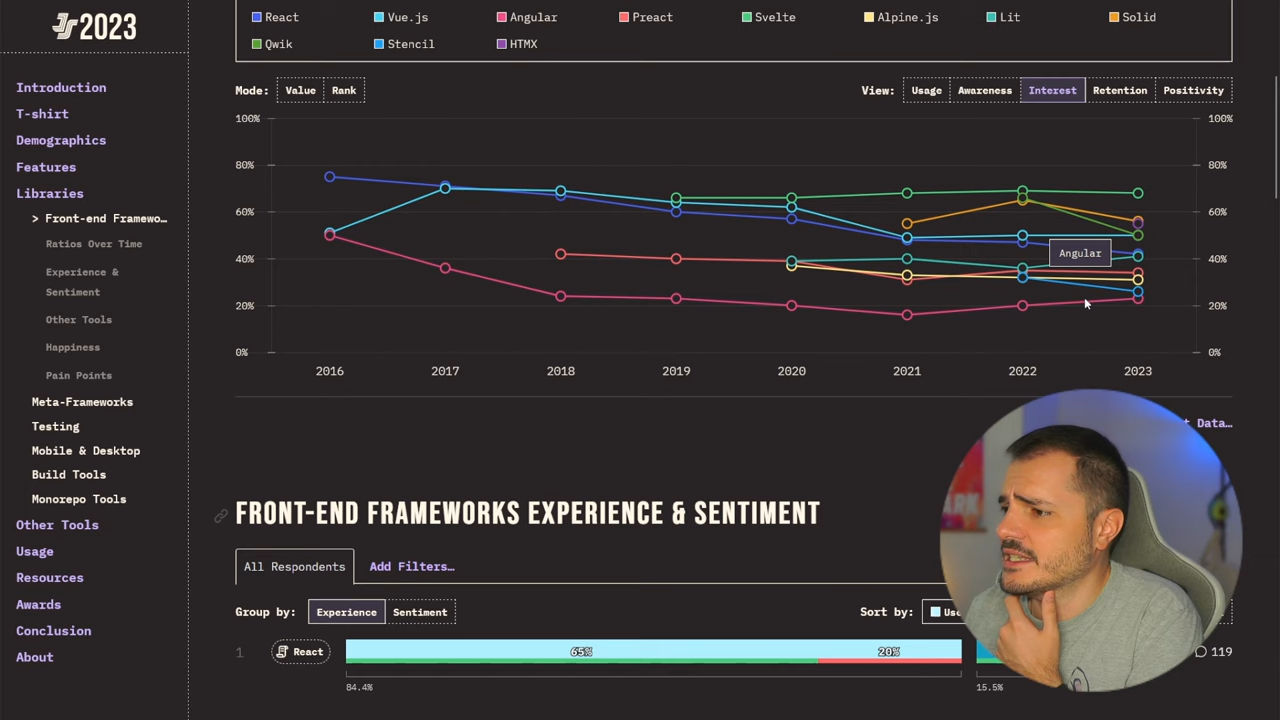 JS 2023
Introduction
T-shirt
Demographics
Features
Libraries
> Front-end Framewo…
Ratios Over Time
Experience &
Sentiment
Other Tools
Happiness
Pain Points
Meta-Frameworks
Testing
Mobile & Desktop
Build Tools
Monorepo Tools
Other Tools
Usage
Resources
Awards
Conclusion
About
React Vue.js Angular Preact Svelte Alpine.js Lit Solid
Qwik Stencil HTMX
Mode: Value Rank View: Usage Awareness Interest Retention Positivity
100% 100%
80% 80%
60% 60%
Angular
40% 40%
20% 20%
0% 0%
2016 2017 2018 2019 2020 2021 2022 2023
Data…
FRONT-END FRAMEWORKS EXPERIENCE & SENTIMENT
All Respondents Add Filters…
Group by: Experience Sentiment Sort by:
1 React 65% 20% 119
84.4% 15.5%